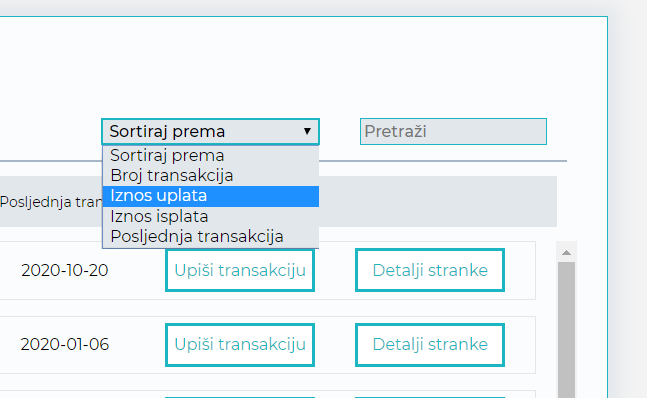 Sortiraj prema
Pretraži
Sortiraj prema
Broj transakcija
Iznos uplata
Iznos isplata
Posljednja transakcija
Posljednja tran
2020-10-20 Upiši transakciju Detalji stranke
2020-01-06 Upiši transakciju Detalji stranke